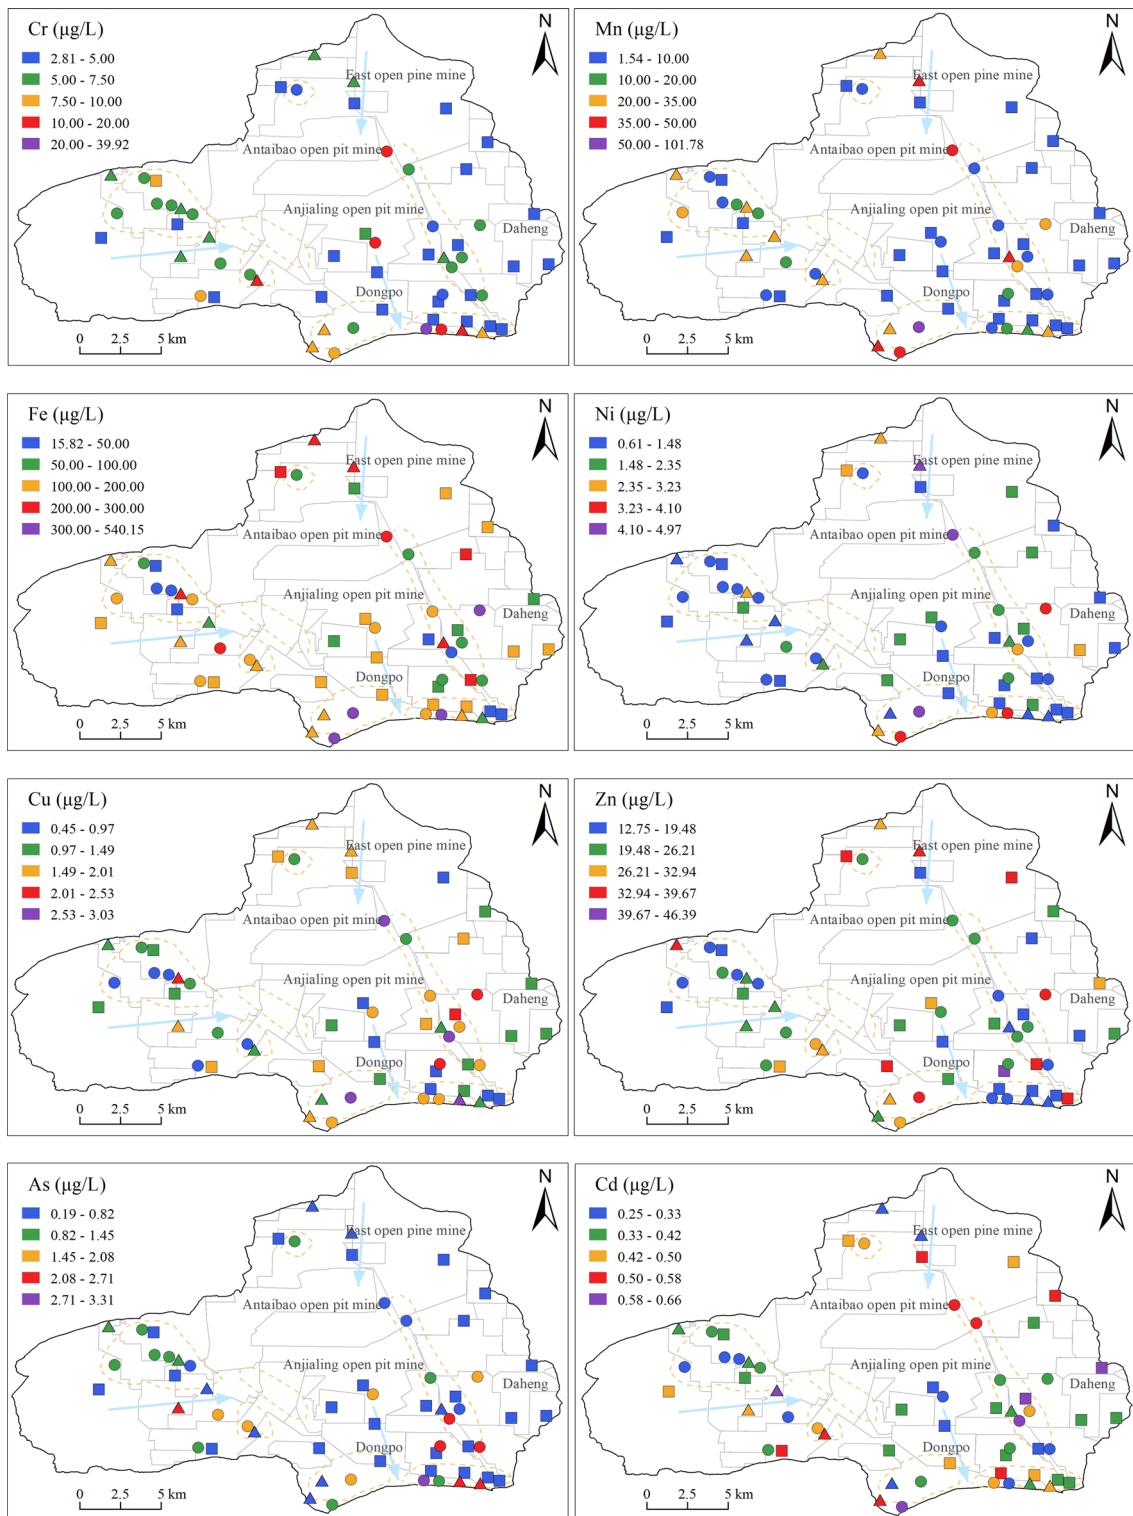 Cr (µg/L)
N
2.81 - 5.00
5.00 - 7.50
7.50 - 10.00
10.00 - 20.00
20.00 - 39.92
East open pine mine
Antaibao open pit mine
Anjialing open pit mine
Daheng
Dongpo
0 2.5 5 km
Mn (µg/L)
N
1.54 - 10.00
10.00 - 20.00
20.00 - 35.00
35.00 - 50.00
50.00 - 101.78
East open pine mine
Antaibao open pit mine
Anjialing open pit mine
Daheng
Dongpo
0 2.5 5 km
Fe (µg/L)
N
15.82 - 50.00
50.00 - 100.00
100.00 - 200.00
200.00 - 300.00
300.00 - 540.15
East open pine mine
Antaibao open pit mine
Anjialing open pit mine
Daheng
Dongpo
0 2.5 5 km
Ni (µg/L)
N
0.61 - 1.48
1.48 - 2.35
2.35 - 3.23
3.23 - 4.10
4.10 - 4.97
East open pine mine
Antaibao open pit mine
Anjialing open pit mine
Daheng
Dongpo
0 2.5 5 km
Cu (µg/L)
N
0.45 - 0.97
0.97 - 1.49
1.49 - 2.01
2.01 - 2.53
2.53 - 3.03
East open pine mine
Antaibao open pit mine
Anjialing open pit mine
Daheng
Dongpo
0 2.5 5 km
Zn (µg/L)
N
12.75 - 19.48
19.48 - 26.21
26.21 - 32.94
32.94 - 39.67
39.67 - 46.39
East open pine mine
Antaibao open pit mine
Anjialing open pit mine
Daheng
Dongpo
0 2.5 5 km
As (µg/L)
N
0.19 - 0.82
0.82 - 1.45
1.45 - 2.08
2.08 - 2.71
2.71 - 3.31
East open pine mine
Antaibao open pit mine
Anjialing open pit mine
Daheng
Dongpo
0 2.5 5 km
Cd (µg/L)
N
0.25 - 0.33
0.33 - 0.42
0.42 - 0.50
0.50 - 0.58
0.58 - 0.66
East open pine mine
Antaibao open pit mine
Anjialing open pit mine
Daheng
Dongpo
0 2.5 5 km